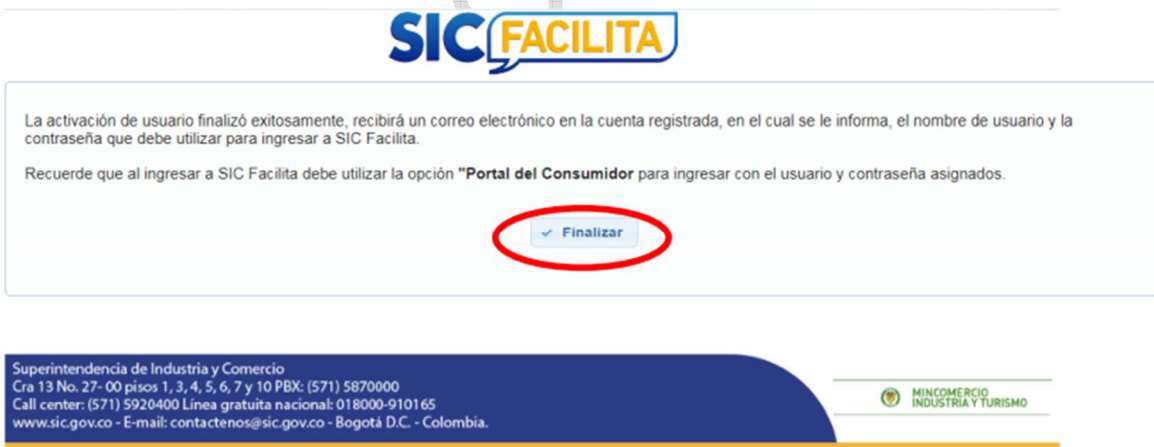 SIC FACILITA
La activación de usuario finalizó exitosamente, recibirá un correo electrónico en la cuenta registrada, en el cual se le informa, el nombre de usuario y la
contraseña que debe utilizar para ingresar a SIC Facilita.
Recuerde que al ingresar a SIC Facilita debe utilizar la opción "Portal del Consumidor para ingresar con el usuario y contraseña asignados.
Finalizar
Superintendencia de Industria y Comercio
Cra 13 No. 27- 00 pisos 1, 3, 4, 5, 6, 7 y 10 PBX: (571) 5870000
Call center: (571) 5920400 Línea gratuita nacional: 018000-910165
www.sic.gov.co - E-mail: contactenos@sic.gov.co - Bogotá D.C. - Colombia.
MINCOMERCIO
INDUSTRIA Y TURISMO